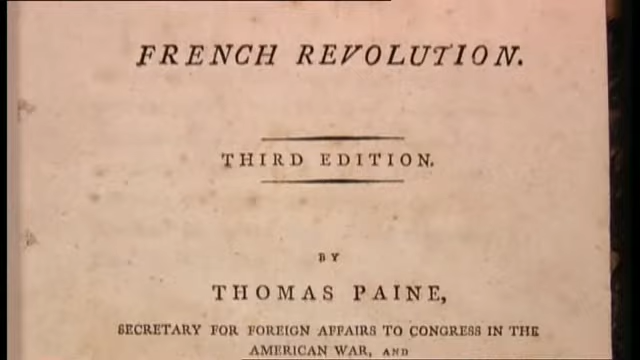 FRENCH REVOLUTION.
THIRD EDITION.
BY
THOMAS PAINE,
SECRETARY FOR FOREIGN AFFAIRS TO CONGRESS IN THE
AMERICAN WAR, AND